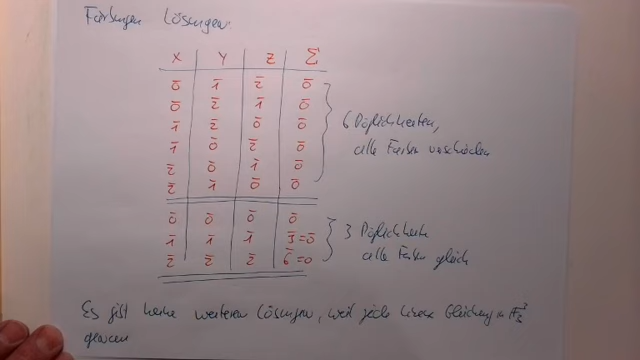 Färbungen Lösungen:
X Y Z Σ
0̄ 1̄ 2̄ 0̄
0̄ 2̄ 1̄ 0̄
1̄ 2̄ 0̄ 0̄
1̄ 0̄ 2̄ 0̄
2̄ 0̄ 1̄ 0̄
2̄ 1̄ 0̄ 0̄
6 Möglichkeiten,
alle Farben verschieden
0̄ 0̄ 0̄ 0̄
1̄ 1̄ 1̄ 3̄=0̄
2̄ 2̄ 2̄ 6̄=0
3 Möglichkeiten
alle Farben gleich
Es gibt keine weiteren Lösungen, weil jede lineare Gleichung in
genau